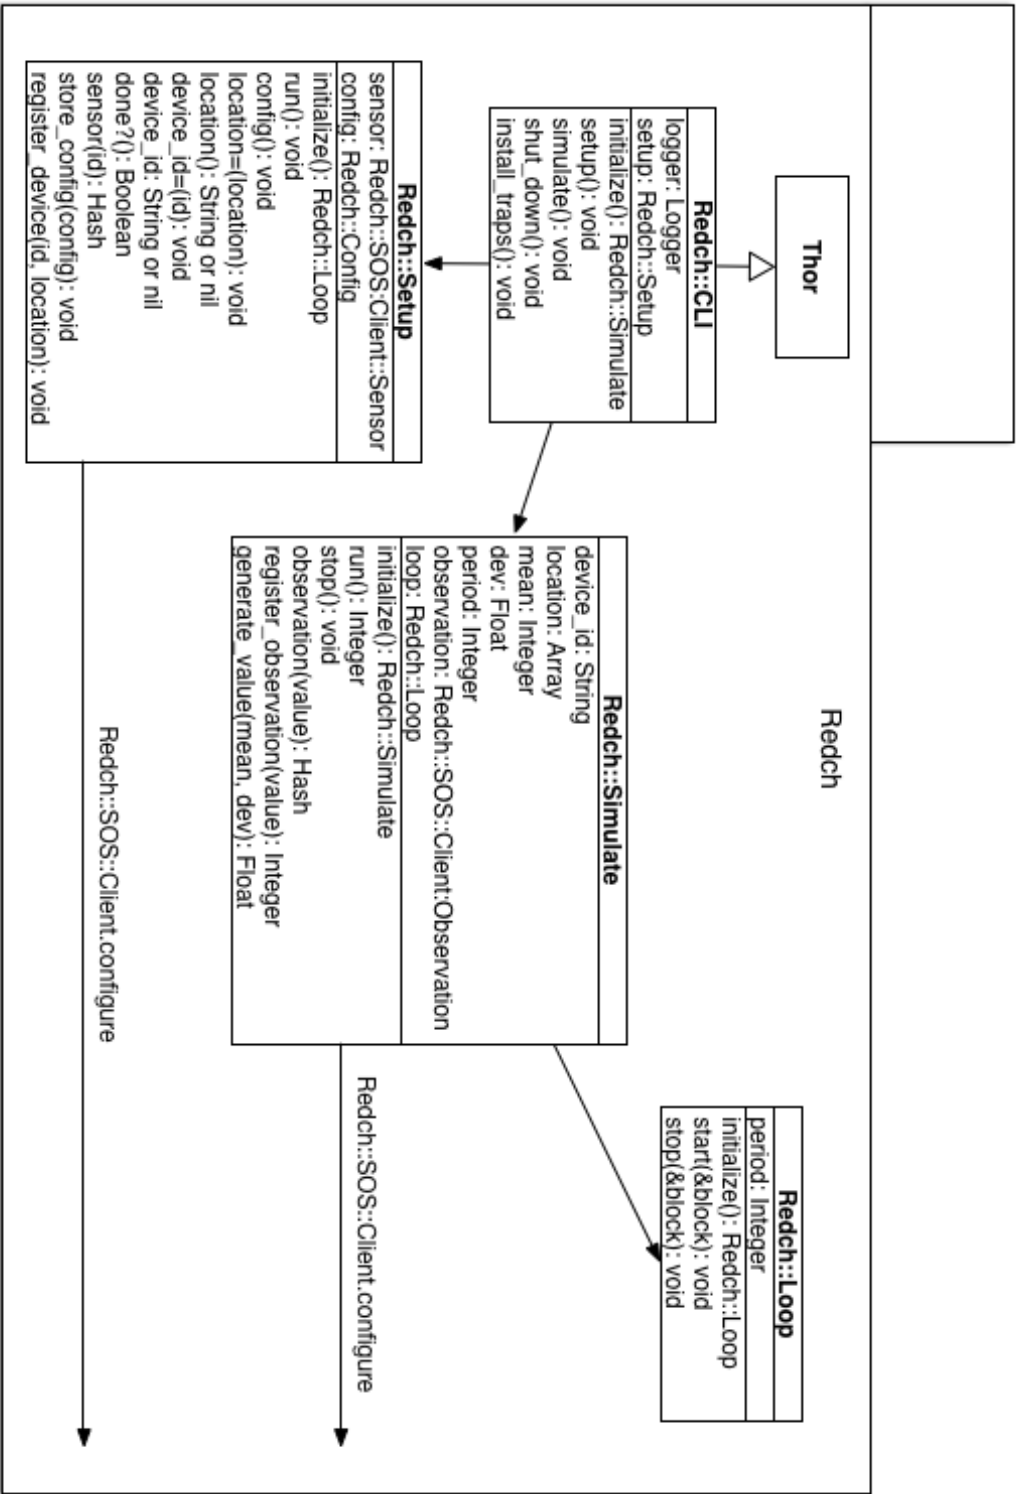 Redch
Thor
Redch::CLI
logger: Logger
setup: Redch::Setup
initialize(): Redch::Simulate
setup(): void
simulate(): void
shut_down(): void
install_traps(): void
Redch::Setup
sensor: Redch::SOS:Client::Sensor
config: Redch::Config
initialize(): Redch::Loop
run(): void
config(): void
location=(location): void
location(): String or nil
device_id=(id): void
device_id: String or nil
done?(): Boolean
sensor(id): Hash
store_config(config): void
register_device(id, location): void
Redch::Simulate
device_id: String
location: Array
mean: Integer
dev: Float
period: Integer
observation: Redch::SOS::Client:Observation
loop: Redch::Loop
initialize(): Redch::Simulate
run(): Integer
stop(): void
observation(value): Hash
register_observation(value): Integer
generate_value(mean, dev): Float
Redch::Loop
period: Integer
initialize(): Redch::Loop
start(&block): void
stop(&block): void
Redch::SOS::Client.configure
Redch::SOS::Client.configure